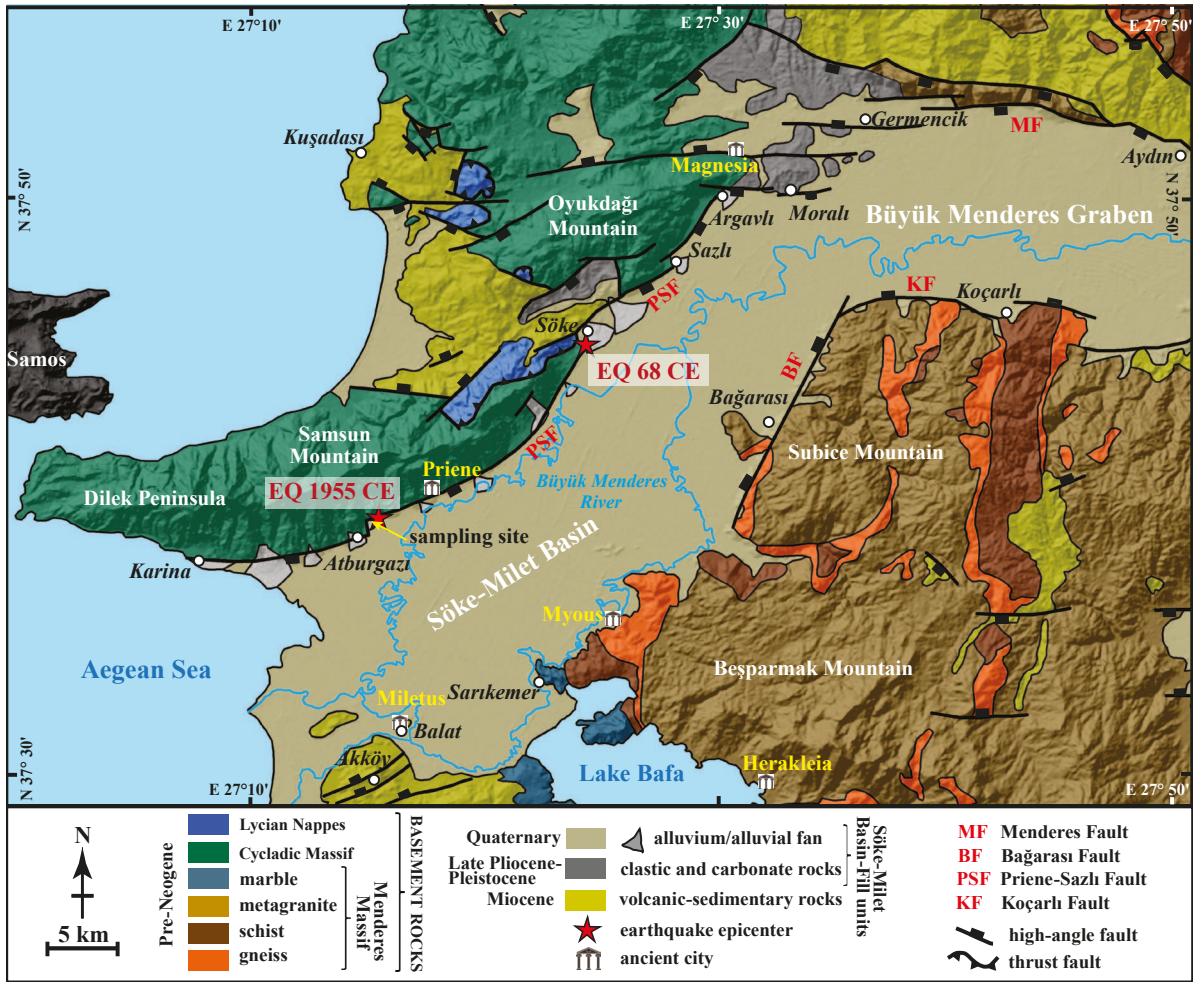 E 27°10'
E 27°30'
E 27°50'
Kuşadası
Germencik
MF
Magnesia
Aydın
N 37° 50'
N 37° 50'
Oyukdağı
Mountain
Argavlı
Moralı
Büyük Menderes Graben
Sazlı
PSF
KF
Koçarlı
Söke
Samos
EQ 68 CE
BF
Bağarası
Samsun
Mountain
PSF
Subice Mountain
Priene
Büyük Menderes
River
Dilek Peninsula
EQ 1955 CE
sampling site
Karina
Atburgazı
Söke-Milet Basin
Myous
Aegean Sea
Beşparmak Mountain
Sarıkemer
Miletus
Balat
N 37° 30'
Akköy
Lake Bafa
Herakleia
E 27°10'
E 27°30'
E 27°50'
N
5 km
Pre-Neogene
Lycian Nappes
Cycladic Massif
marble
metagranite
schist
gneiss
Menderes
Massif
BASEMENT ROCKS
Quaternary
alluvium/alluvial fan
Late Pliocene-
Pleistocene
clastic and carbonate rocks
Miocene
volcanic-sedimentary rocks
Söke-Milet
Basin-Fill units
earthquake epicenter
ancient city
MF Menderes Fault
BF Bağarası Fault
PSF Priene-Sazlı Fault
KF Koçarlı Fault
high-angle fault
thrust fault